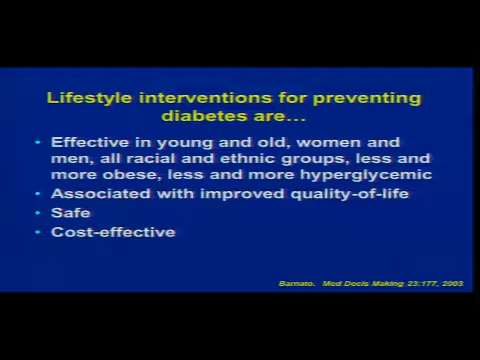 Lifestyle interventions for preventing
diabetes are...
• Effective in young and old, women and
men, all racial and ethnic groups, less and
more obese, less and more hyperglycemic
• Associated with improved quality-of-life
• Safe
• Cost-effective
Barnato. Med Decis Making 23:177, 2003